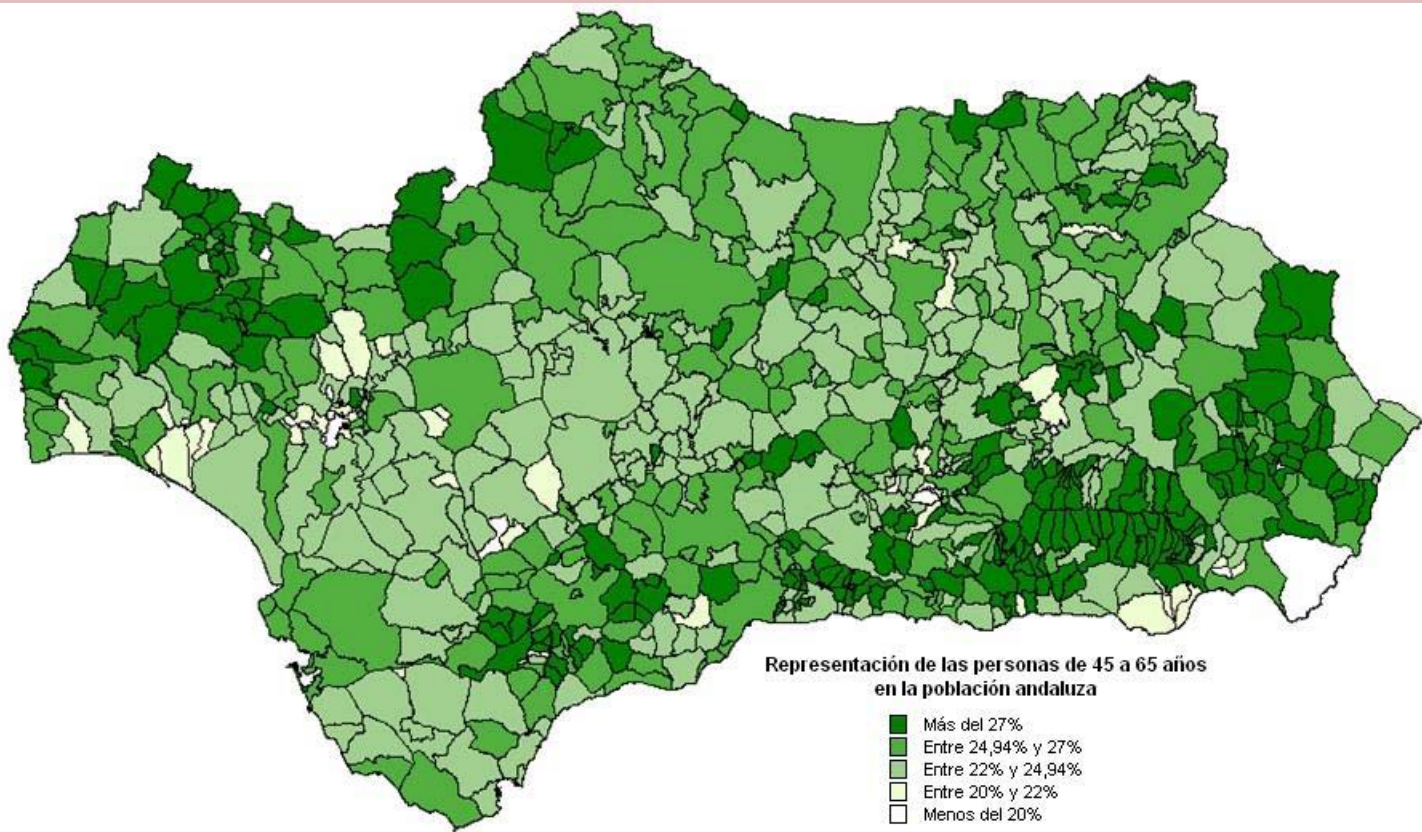 Representación de las personas de 45 a 65 años
en la población andaluza
Más del 27%
Entre 24,94% y 27%
Entre 22% y 24,94%
Entre 20% y 22%
Menos del 20%